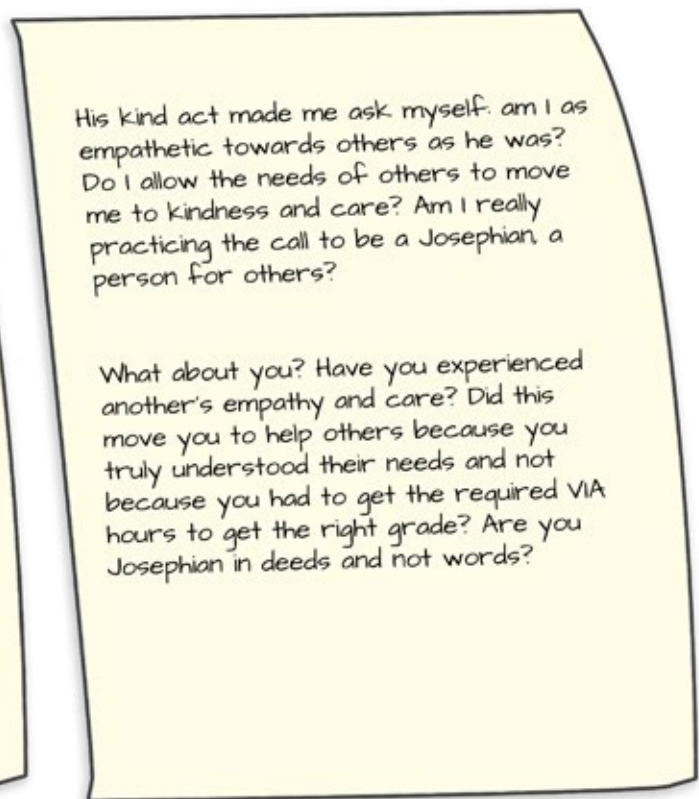 His kind act made me ask myself: am I as
empathetic towards others as he was?
Do I allow the needs of others to move
me to kindness and care? Am I really
practicing the call to be a Josephian, a
person for others?
What about you? Have you experienced
another's empathy and care? Did this
move you to help others because you
truly understood their needs and not
because you had to get the required VIA
hours to get the right grade? Are you
Josephian in deeds and not words?